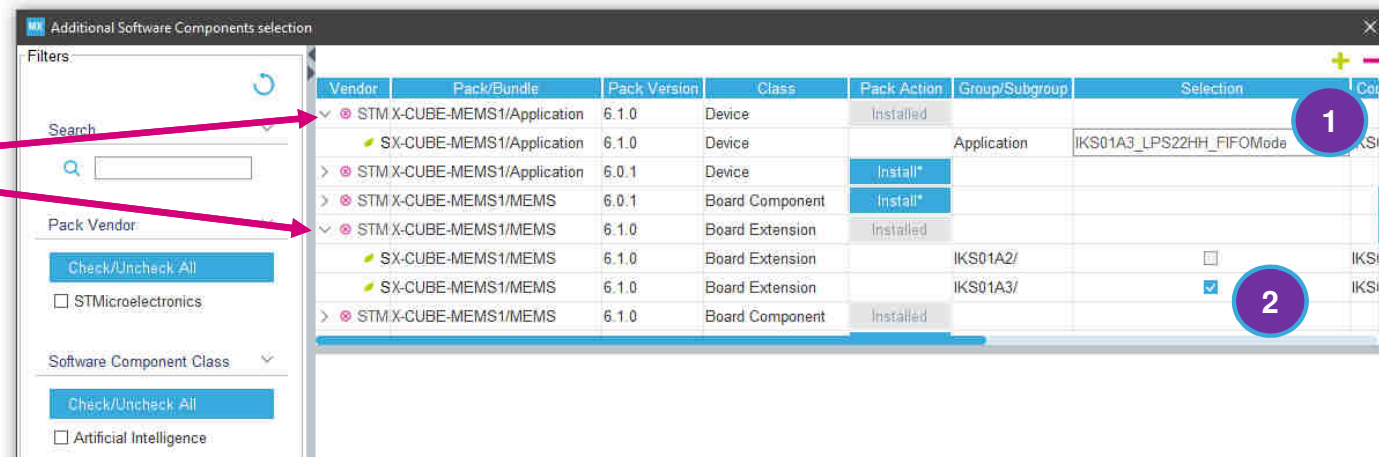 MX Additional Software Components selection
Filters
Vendor Pack/Bundle Pack Version Class Pack Action Group/Subgroup Selection
STM X-CUBE-MEMS1/Application 6.1.0 Device Installed
1
Search
SX-CUBE-MEMS1/Application 6.1.0 Device Application IKS01A3_LPS22HH_FIFOMode
STM X-CUBE-MEMS1/Application 6.0.1 Device Install*
STM X-CUBE-MEMS1/MEMS 6.0.1 Board Component Install*
Pack Vendor
STM X-CUBE-MEMS1/MEMS 6.1.0 Board Extension Installed
SX-CUBE-MEMS1/MEMS 6.1.0 Board Extension IKS01A2/
Check/Uncheck All
SX-CUBE-MEMS1/MEMS 6.1.0 Board Extension IKS01A3/
STMicroelectronics
2
STM X-CUBE-MEMS1/MEMS 6.1.0 Board Component Installed
Software Component Class
Check/Uncheck All
Artificial Intelligence